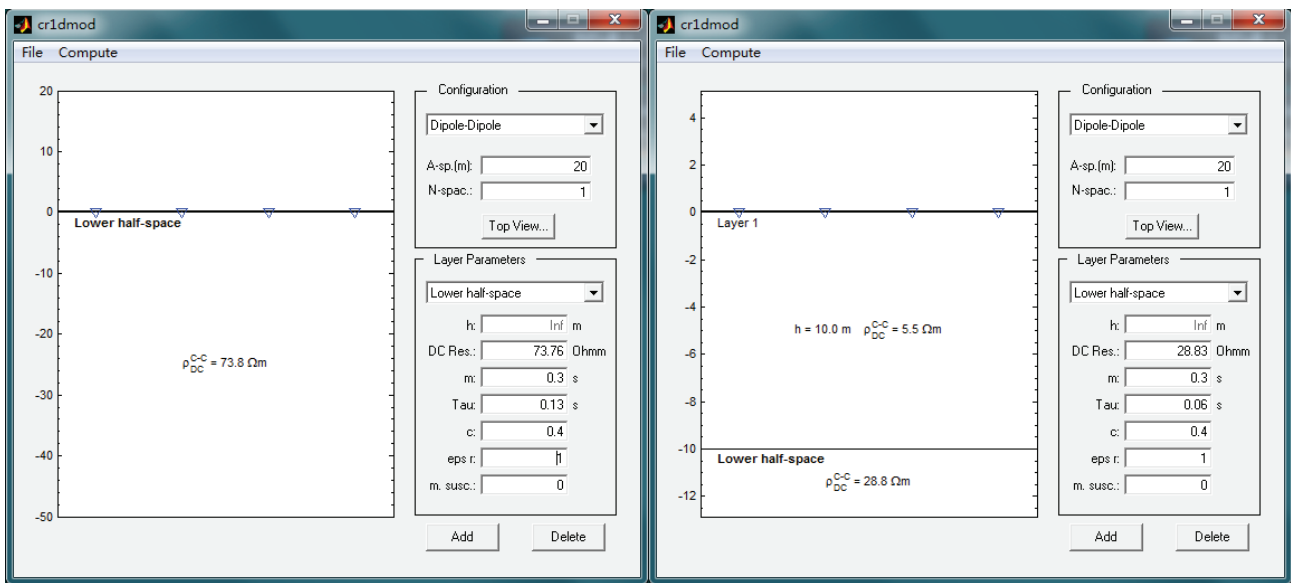 cr1dmod
File Compute
20
10
0
-10
-20
-30
-40
-50
Lower half-space
ρ_DC^C-C = 73.8 Ωm
Configuration
Dipole-Dipole
A-sp.(m): 20
N-spac.: 1
Top View...
Layer Parameters
Lower half-space
h: Inf m
DC Res.: 73.76 Ohmm
m: 0.3 s
Tau: 0.13 s
c: 0.4
eps r: 1
m. susc.: 0
Add Delete
cr1dmod
File Compute
4
2
0
-2
-4
-6
-8
-10
-12
Layer 1
h = 10.0 m ρ_DC^C-C = 5.5 Ωm
Lower half-space
ρ_DC^C-C = 28.8 Ωm
Configuration
Dipole-Dipole
A-sp.(m): 20
N-spac.: 1
Top View...
Layer Parameters
Lower half-space
h: Inf m
DC Res.: 28.83 Ohmm
m: 0.3 s
Tau: 0.06 s
c: 0.4
eps r: 1
m. susc.: 0
Add Delete